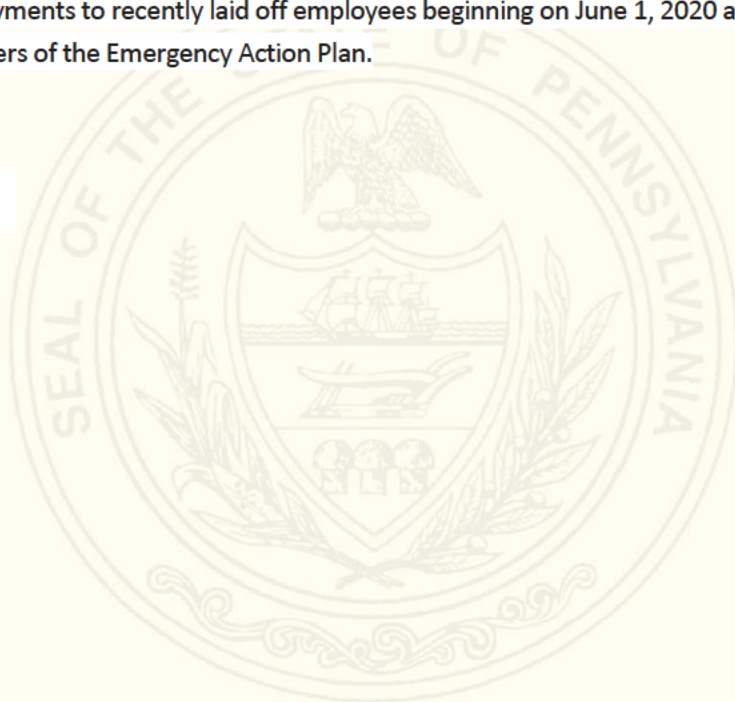 yments to recently laid off employees beginning on June 1, 2020 a
ers of the Emergency Action Plan.
SEAL OF THE STATE OF PENNSYLVANIA